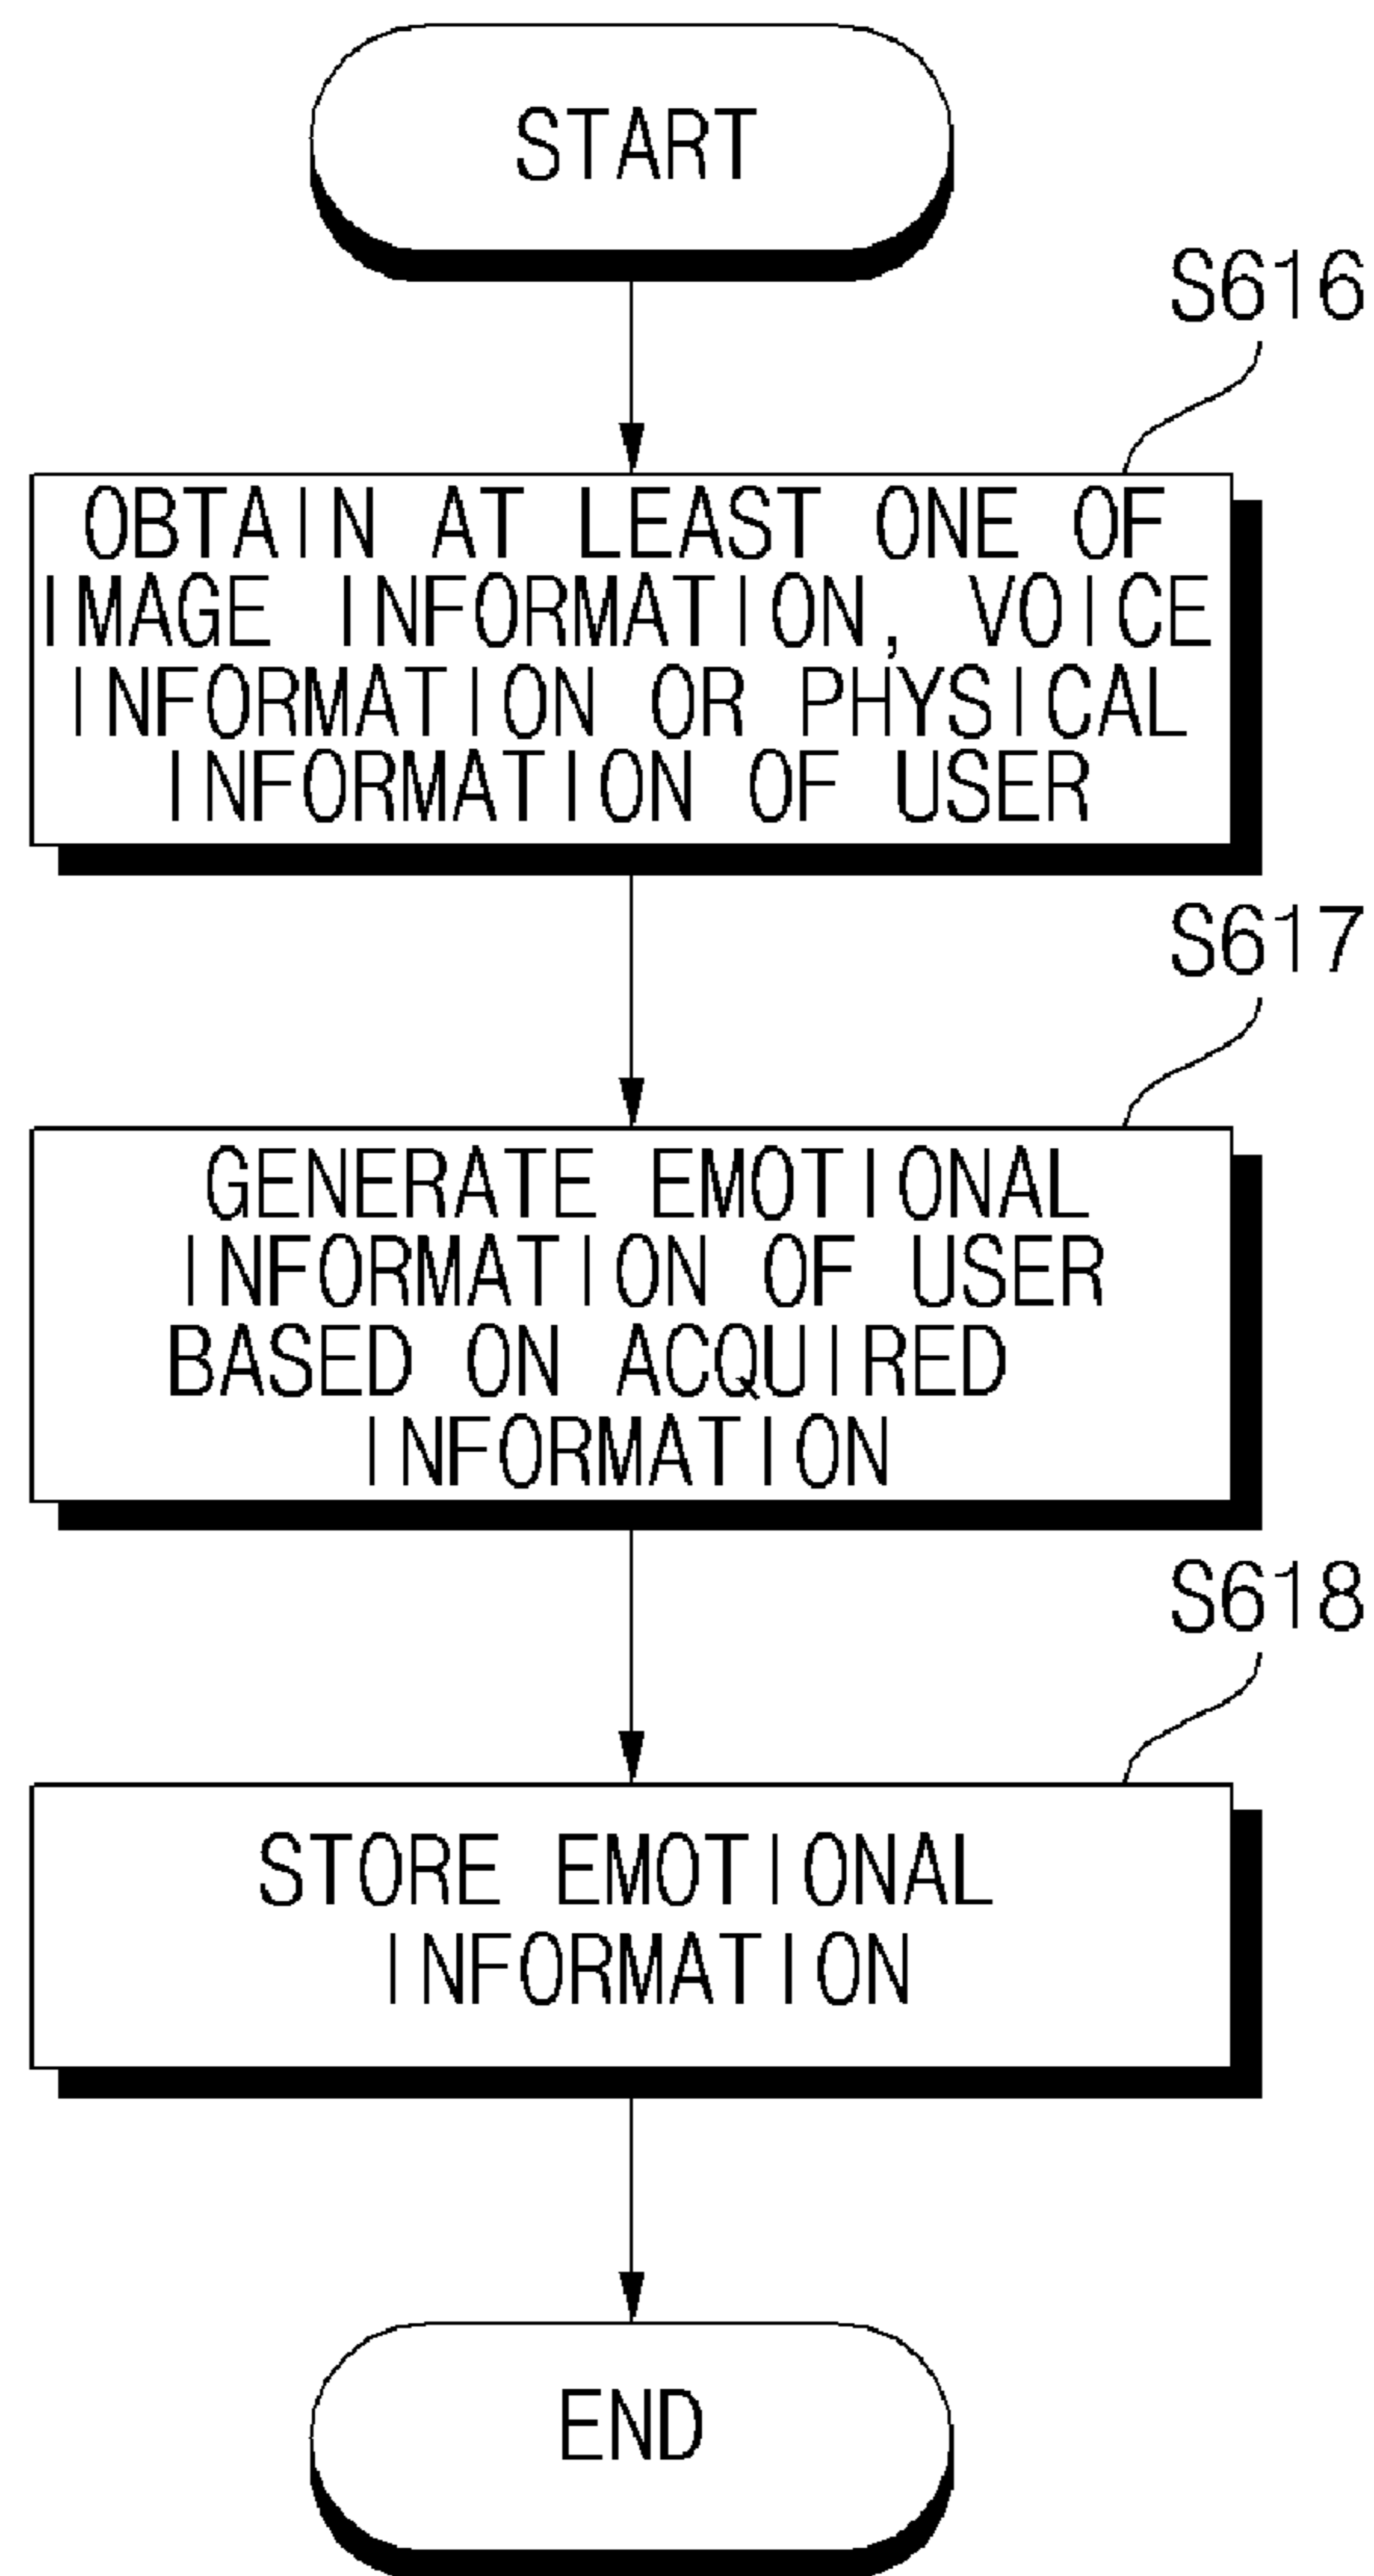 START
S616
OBTAIN AT LEAST ONE OF
IMAGE INFORMATION, VOICE
INFORMATION OR PHYSICAL
INFORMATION OF USER
S617
GENERATE EMOTIONAL
INFORMATION OF USER
BASED ON ACQUIRED
INFORMATION
S618
STORE EMOTIONAL
INFORMATION
END